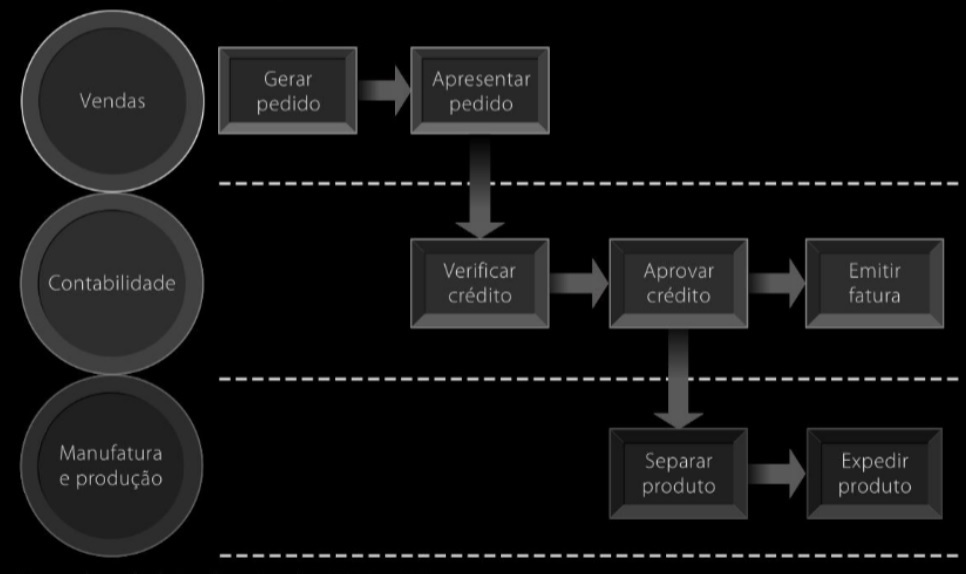 Vendas
Gerar
pedido
Apresentar
pedido
Contabilidade
Verificar
crédito
Aprovar
crédito
Emitir
fatura
Manufatura
e produção
Separar
produto
Expedir
produto